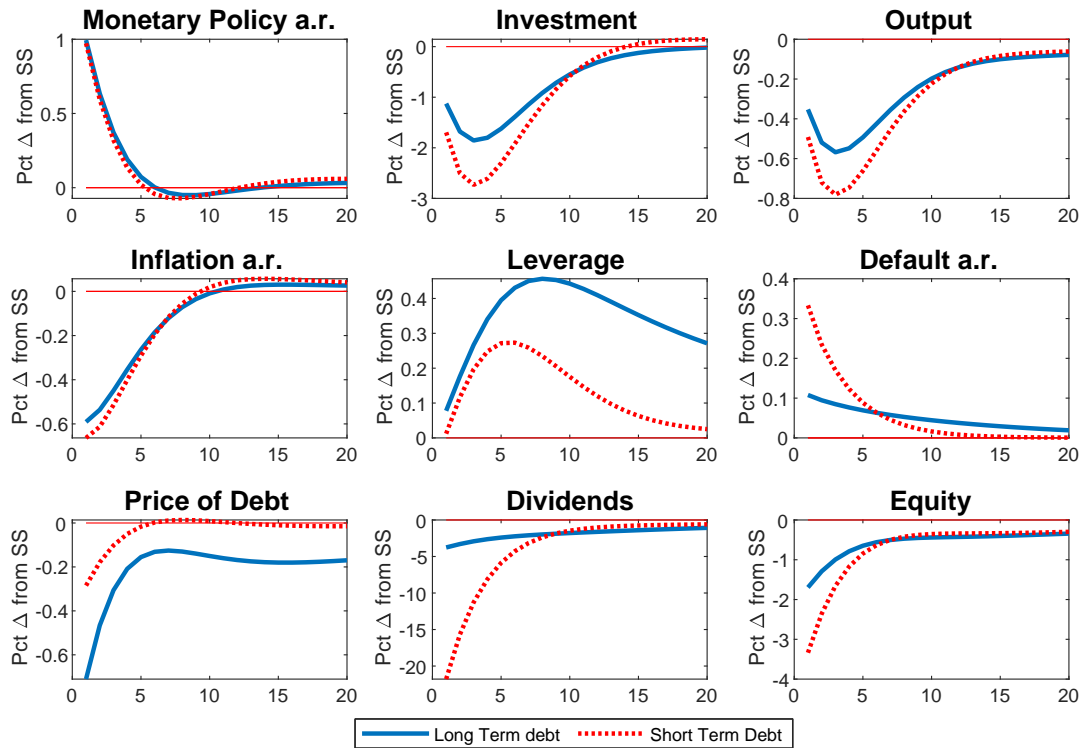 Monetary Policy a.r.
Pct Δ from SS
1
0.5
0
0 5 10 15 20
Investment
Pct Δ from SS
0
-1
-2
-3
0 5 10 15 20
Output
Pct Δ from SS
0
-0.2
-0.4
-0.6
-0.8
0 5 10 15 20
Inflation a.r.
Pct Δ from SS
0
-0.2
-0.4
-0.6
0 5 10 15 20
Leverage
Pct Δ from SS
0.4
0.3
0.2
0.1
0
0 5 10 15 20
Default a.r.
Pct Δ from SS
0.4
0.3
0.2
0.1
0
0 5 10 15 20
Price of Debt
Pct Δ from SS
0
-0.2
-0.4
-0.6
0 5 10 15 20
Dividends
Pct Δ from SS
0
-5
-10
-15
-20
0 5 10 15 20
Equity
Pct Δ from SS
0
-1
-2
-3
-4
0 5 10 15 20
Long Term debt Short Term Debt